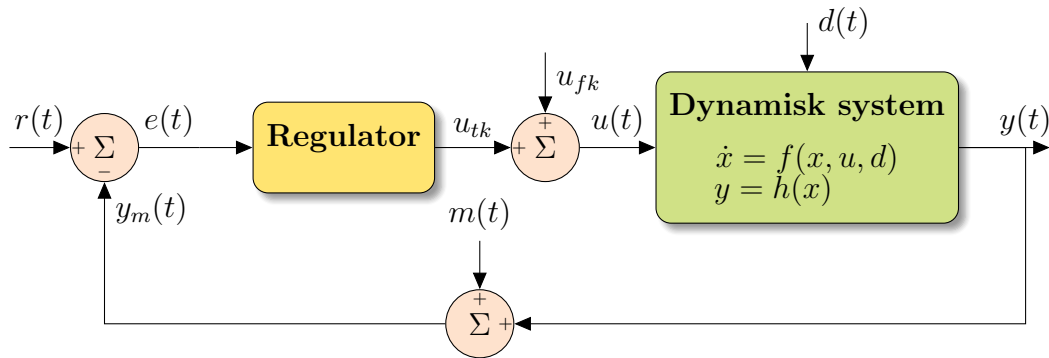 d(t)
r(t)
+
Σ
−
e(t)
Regulator
u_{tk}
u_{fk}
+
+
Σ
u(t)
Dynamisk system
ẋ = f(x, u, d)
y = h(x)
y(t)
y_m(t)
m(t)
+
Σ
+